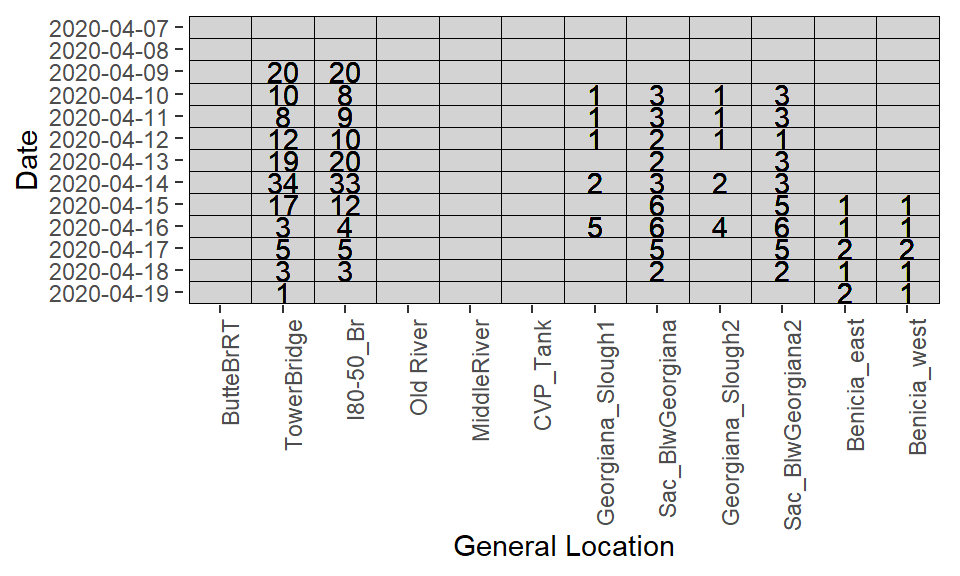 2020-04-07
2020-04-08
2020-04-09 20 20
2020-04-10 10 8 1 3 1 3
2020-04-11 8 9 1 3 1 3
2020-04-12 12 10 1 2 1 1
2020-04-13 19 20 2 3
2020-04-14 34 33 2 3 2 3
2020-04-15 17 12 6 5 1 1
2020-04-16 3 4 5 6 4 6 1 1
2020-04-17 5 5 5 5 2 2
2020-04-18 3 3 2 2 1 1
2020-04-19 1 2 1
Date
ButteBrRT
TowerBridge
I80-50_Br
Old River
MiddleRiver
CVP_Tank
Georgiana_Slough1
Sac_BlwGeorgiana
Georgiana_Slough2
Sac_BlwGeorgiana2
Benicia_east
Benicia_west
General Location